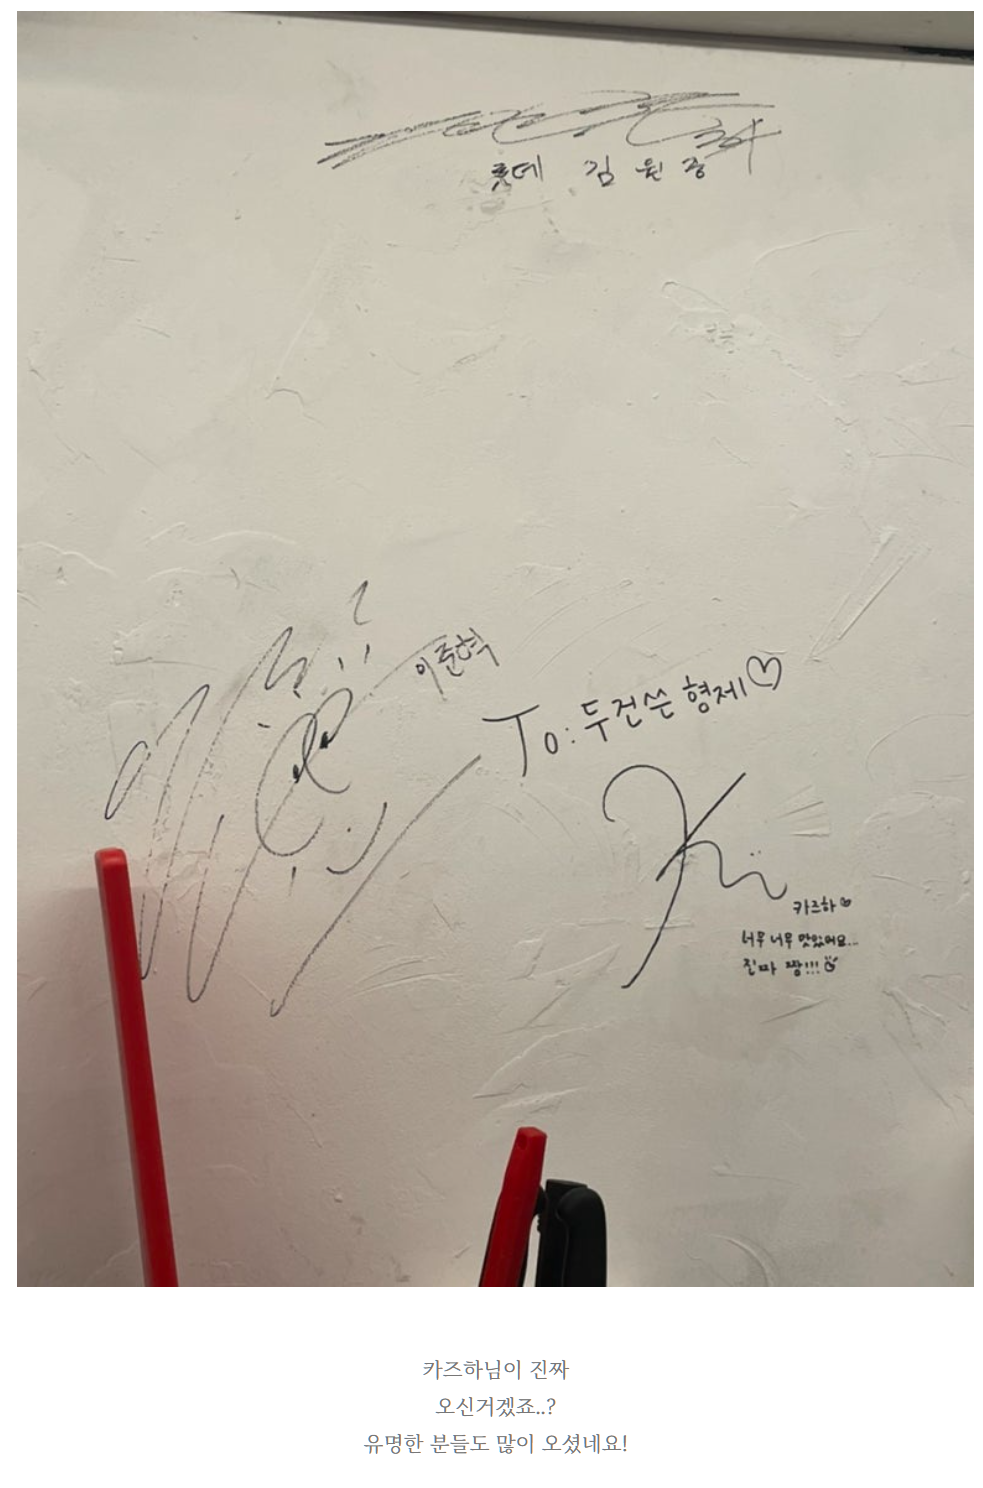 34
롯데 김원중
이준혁
To: 두건쓴 형제♡
카즈하♡
너무 너무 맛있어요...
진짜 짱!!!
카즈하님이 진짜
오신거겠죠..?
유명한 분들도 많이 오셨네요!